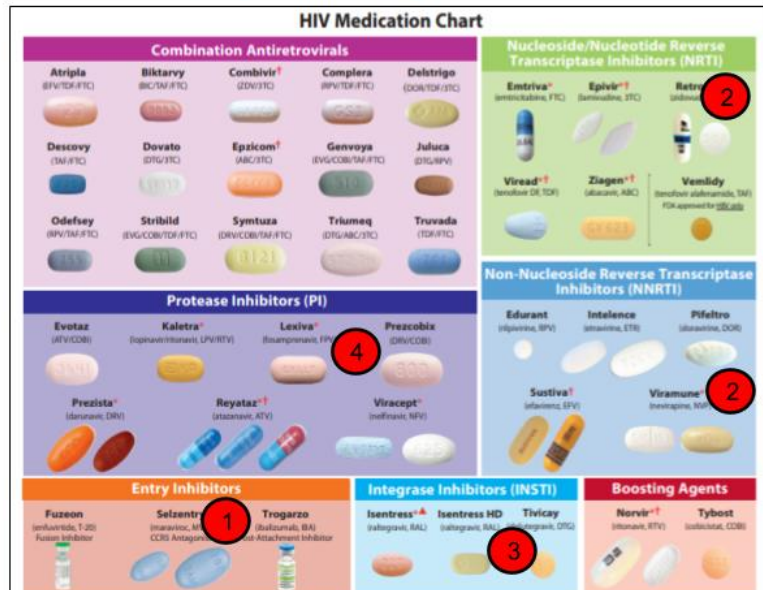 HIV Medication Chart
Combination Antiretrovirals
Atripla Biktarvy Combivir† Complera Delstrigo
(EFV/TDF/FTC) (BIC/TAF/FTC) (ZDV/3TC) (RPV/TDF/FTC) (DOR/TDF/3TC)
Descovy Dovato Epzicom† Genvoya Juluca
(TAF/FTC) (DTG/3TC) (ABC/3TC) (EVG/COBI/TAF/FTC) (DTG/RPV)
Odefsey Stribild Symtuza Triumeq Truvada
(RPV/TAF/FTC) (EVG/COBI/TDF/FTC) (DRV/COBI/TAF/FTC) (DTG/ABC/3TC) (TDF/FTC)
Nucleoside/Nucleotide Reverse
Transcriptase Inhibitors (NRTI)
Emtriva* Epivir*† 2
(emtricitabine, FTC) (lamivudine, 3TC)
Viread*† Ziagen*† Vemlidy
(tenofovir DF, TDF) (abacavir, ABC) (tenofovir alafenamide, TAF)
FDA approved for HBV only
Protease Inhibitors (PI)
Evotaz Kaletra* Lexiva* Prezcobix
(ATV/COBI) (lopinavir/ritonavir, LPV/RTV) (fosamprenavir, (DRV/COBI)
4
Prezista* Reyataz*† Viracept*
(darunavir, DRV) (atazanavir, ATV) (nelfinavir, NFV)
Non-Nucleoside Reverse Transcriptase
Inhibitors (NNRTI)
Edurant Intelence Pifeltro
(rilpivirine, RPV) (etravirine, ETR) (doravirine, DOR)
Sustiva† Viramune* 2
(efavirenz, EFV) (nevirapine,
Entry Inhibitors
Fuzeon Selzentry Trogarzo
(enfuvirtide, T-20) (maraviroc, (ibalizumab, IBA)
Fusion Inhibitor CCR5 Antagonist 1
Integrase Inhibitors (INSTI)
Isentress*▲ Isentress HD Tivicay
(raltegravir, RAL) (raltegravir, RAL) DTG)
3
Boosting Agents
Norvir*† Tybost
(ritonavir, RTV) (cobicistat, COBI)